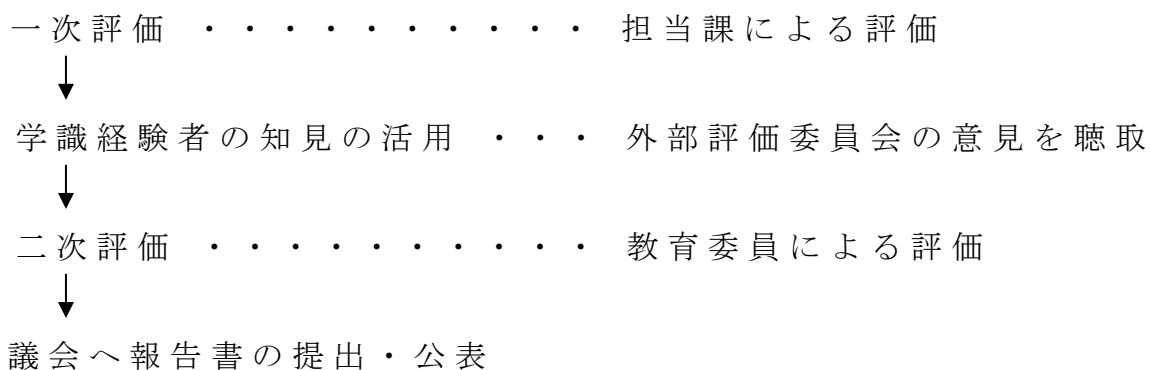 一次評価 ・・・・・・・・・・ 担当課による評価
↓
学識経験者の知見の活用 ・・・ 外部評価委員会の意見を聴取
↓
二次評価 ・・・・・・・・・・ 教育委員による評価
↓
議会へ報告書の提出・公表